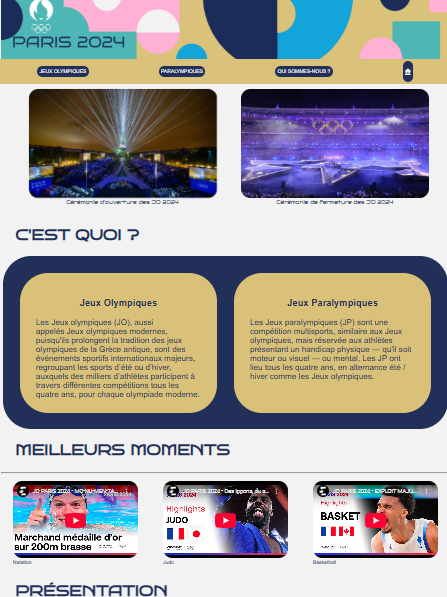 PARIS 2024
JEUX OLYMPIQUES
PARALYMPIQUES
QUI SOMMES-NOUS ?
Cérémonie d'ouverture des JO 2024
Cérémonie de Fermeture des JO 2024
C'EST QUOI ?
Jeux Olympiques
Les Jeux olympiques (JO), aussi
appelés Jeux olympiques modernes,
puisqu'ils prolongent la tradition des jeux
olympiques de la Grèce antique, sont des
événements sportifs internationaux majeurs,
regroupant les sports d'été ou d'hiver,
auxquels des milliers d'athlètes participent à
travers différentes compétitions tous les
quatre ans, pour chaque olympiade moderne.
Jeux Paralympiques
Les Jeux paralympiques (JP) sont une
compétition multisports, similaire aux Jeux
olympiques, mais réservée aux athlètes
présentant un handicap physique — qu'il soit
moteur ou visuel — ou mental. Les JP ont
lieu tous les quatre ans, en alternance été /
hiver comme les Jeux olympiques.
MEILLEURS MOMENTS
JO PARIS 2024 - MONUMENTA...
Marchand médaille d'or
sur 200m brasse
Natation
JO PARIS 2024 - Des Ippons, du s...
Highlights
JUDO
Judo
JO PARIS 2024 - EXPLOIT MAJU...
Highlights
BASKET
Basketball
PRÉSENTATION